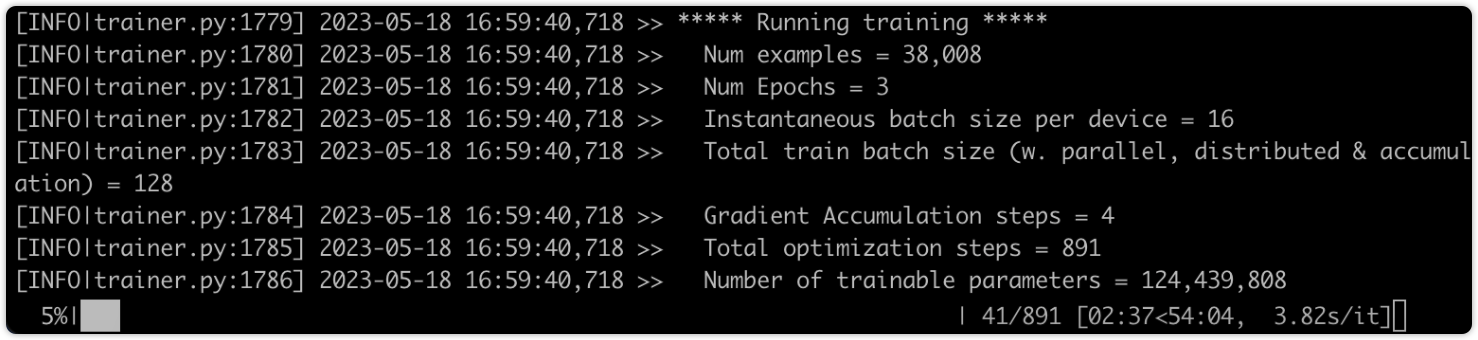 [INFO|trainer.py:1779] 2023-05-18 16:59:40,718 >> ***** Running training *****
[INFO|trainer.py:1780] 2023-05-18 16:59:40,718 >>   Num examples = 38,008
[INFO|trainer.py:1781] 2023-05-18 16:59:40,718 >>   Num Epochs = 3
[INFO|trainer.py:1782] 2023-05-18 16:59:40,718 >>   Instantaneous batch size per device = 16
[INFO|trainer.py:1783] 2023-05-18 16:59:40,718 >>   Total train batch size (w. parallel, distributed & accumul
ation) = 128
[INFO|trainer.py:1784] 2023-05-18 16:59:40,718 >>   Gradient Accumulation steps = 4
[INFO|trainer.py:1785] 2023-05-18 16:59:40,718 >>   Total optimization steps = 891
[INFO|trainer.py:1786] 2023-05-18 16:59:40,718 >>   Number of trainable parameters = 124,439,808
  5%|███ | 41/891 [02:37<54:04,  3.82s/it]